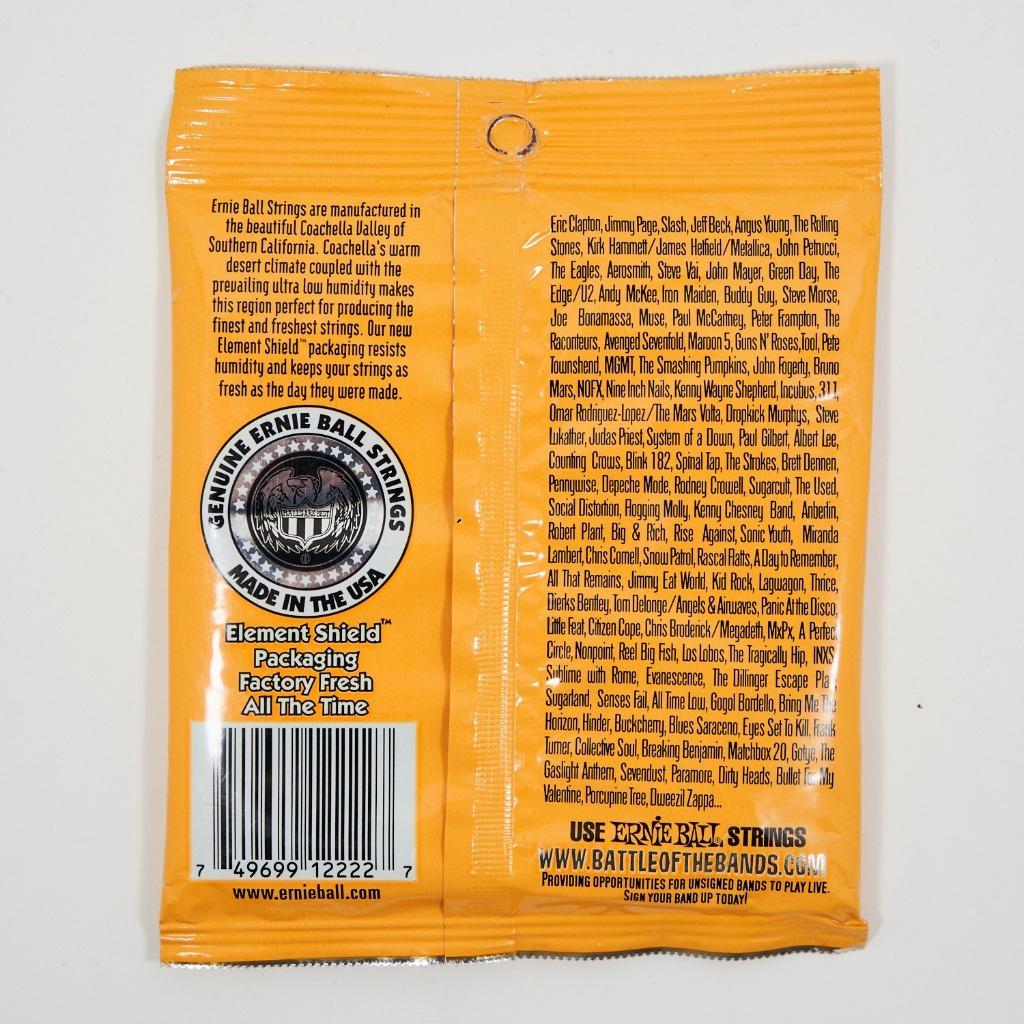 Ernie Ball Strings are manufactured in
the beautiful Coachella Valley of
Southern California. Coachella's warm
desert climate coupled with the
prevailing ultra low humidity makes
this region perfect for producing the
finest and freshest strings. Our new
Element Shield™ packaging resists
humidity and keeps your strings as
fresh as the day they were made.
GENUINE ERNIE BALL STRINGS
MADE IN THE USA
Element Shield™
Packaging
Factory Fresh
All The Time
7 49699 12222 7
www.ernieball.com
Eric Clapton, Jimmy Page, Slash, Jeff Beck, Angus Young, The Rolling
Stones, Kirk Hammett/James Hetfield/Metallica, John Petrucci,
The Eagles, Aerosmith, Steve Vai, John Mayer, Green Day, The
Edge/U2, Andy McKee, Iron Maiden, Buddy Guy, Steve Morse,
Joe Bonamassa, Muse, Paul McCartney, Peter Frampton, The
Raconteurs, Avenged Sevenfold, Maroon 5, Guns N' Roses, Tool, Pete
Townshend, MGMT, The Smashing Pumpkins, John Fogerty, Bruno
Mars, NOFX, Nine Inch Nails, Kenny Wayne Shepherd, Incubus, 311,
Omar Rodriguez-Lopez/The Mars Volta, Dropkick Murphys, Steve
Lukather, Judas Priest, System of a Down, Paul Gilbert, Albert Lee,
Counting Crows, Blink 182, Spinal Tap, The Strokes, Brett Dennen,
Pennywise, Depeche Mode, Rodney Crowell, Sugarcult, The Used,
Social Distortion, Flogging Molly, Kenny Chesney Band, Anberlin,
Robert Plant, Big & Rich, Rise Against, Sonic Youth, Miranda
Lambert, Chris Cornell, Snow Patrol, Rascal Flatts, A Day to Remember,
All That Remains, Jimmy Eat World, Kid Rock, Lagwagon, Thrice,
Dierks Bentley, Tom Delonge/Angels & Airwaves, Panic At the Disco,
Little Feat, Citizen Cope, Chris Broderick/Megadeth, MxPx, A Perfect
Circle, Nonpoint, Reel Big Fish, Los Lobos, The Tragically Hip, INXS
Sublime with Rome, Evanescence, The Dillinger Escape Plan,
Sugarland, Senses Fail, All Time Low, Gogol Bordello, Bring Me The
Horizon, Hinder, Buckcherry, Blues Saraceno, Eyes Set To Kill, Frank
Turner, Collective Soul, Breaking Benjamin, Matchbox 20, Gotye, The
Gaslight Anthem, Sevendust, Paramore, Dirty Heads, Bullet For My
Valentine, Porcupine Tree, Dweezil Zappa...
USE ERNIE BALL® STRINGS
WWW.BATTLEOFTHEBANDS.COM
PROVIDING OPPORTUNITIES FOR UNSIGNED BANDS TO PLAY LIVE.
SIGN YOUR BAND UP TODAY!